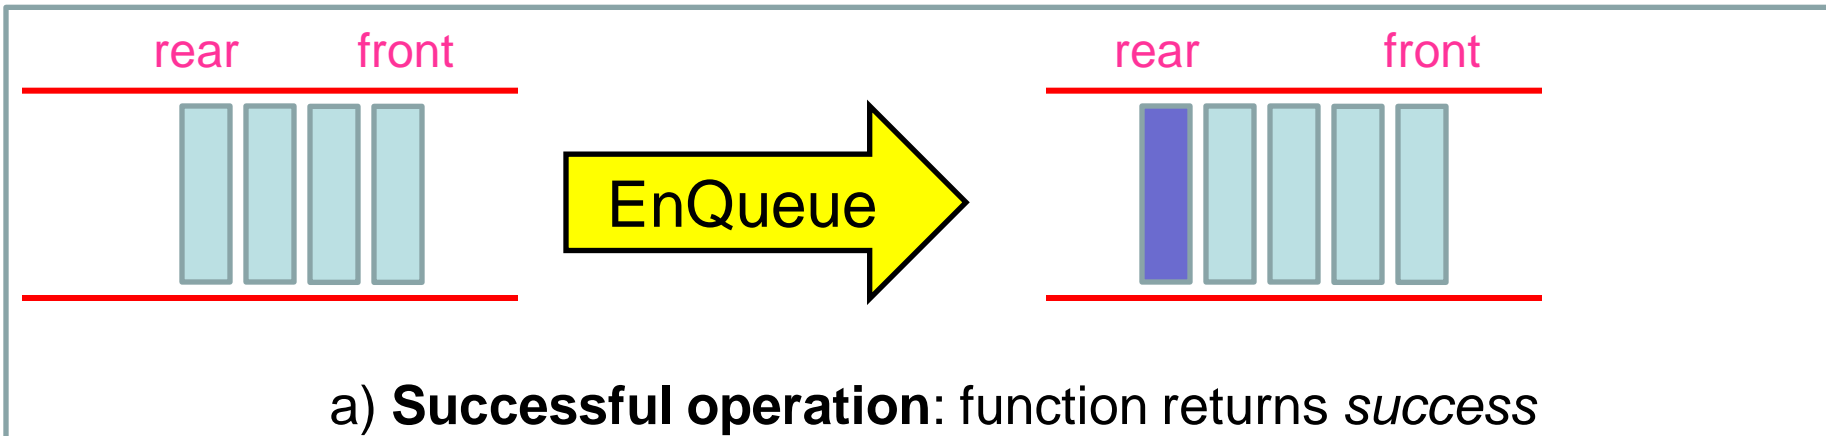 rear front rear front
EnQueue
a) Successful operation: function returns success